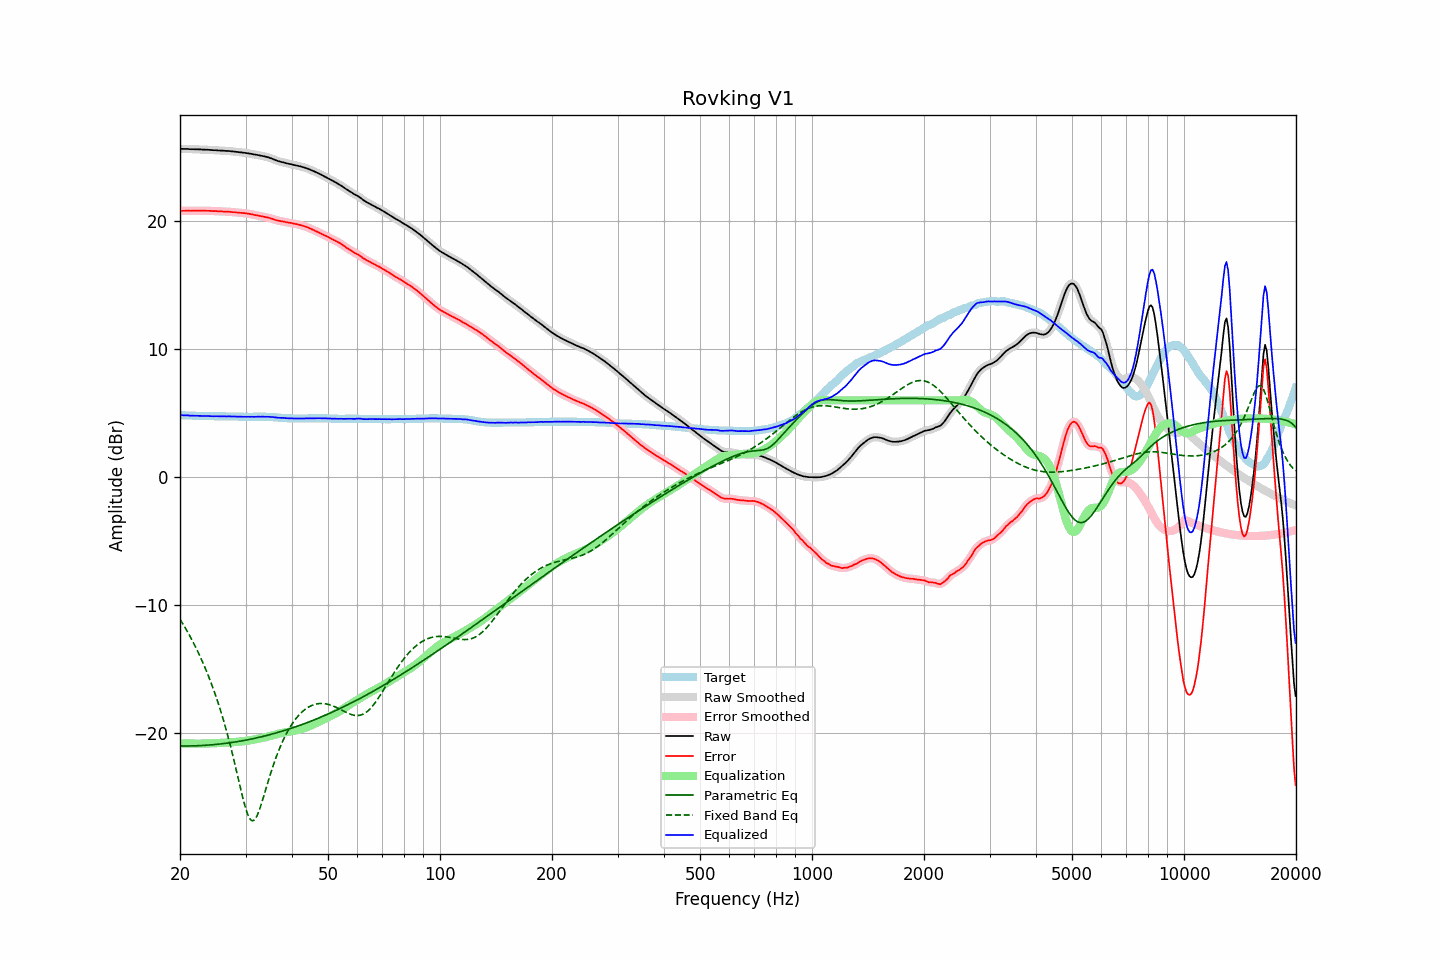 Rovking V1
Amplitude (dBr)
20
10
0
−10
−20
Target
Raw Smoothed
Error Smoothed
Raw
Error
Equalization
Parametric Eq
Fixed Band Eq
Equalized
20 50 100 200 500 1000 2000 5000 10000 20000
Frequency (Hz)